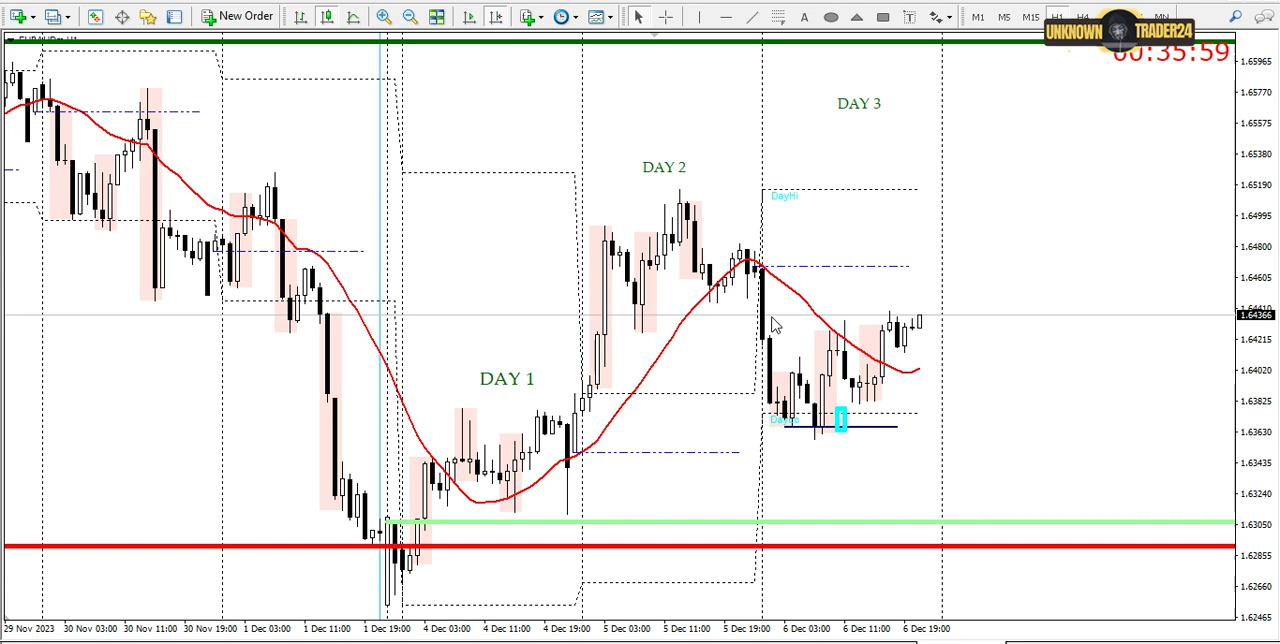 New Order
A
T
M1 M5 M15 H1 H4 MN
UNKNOWN TRADER24
00:35:59
1.65965
1.65770
DAY 3
1.65575
1.65380
DAY 2
1.65190
DayHi
1.64995
1.64800
1.64605
1.64410
1.64366
1.64215
1.64020
DAY 1
1.63825
1.63630
1.63435
1.63240
1.63050
1.62855
1.62660
1.62465
29 Nov 2023 30 Nov 03:00 30 Nov 11:00 30 Nov 19:00 1 Dec 03:00 1 Dec 11:00 1 Dec 19:00 4 Dec 03:00 4 Dec 11:00 4 Dec 19:00 5 Dec 03:00 5 Dec 11:00 5 Dec 19:00 6 Dec 03:00 6 Dec 11:00 6 Dec 19:00